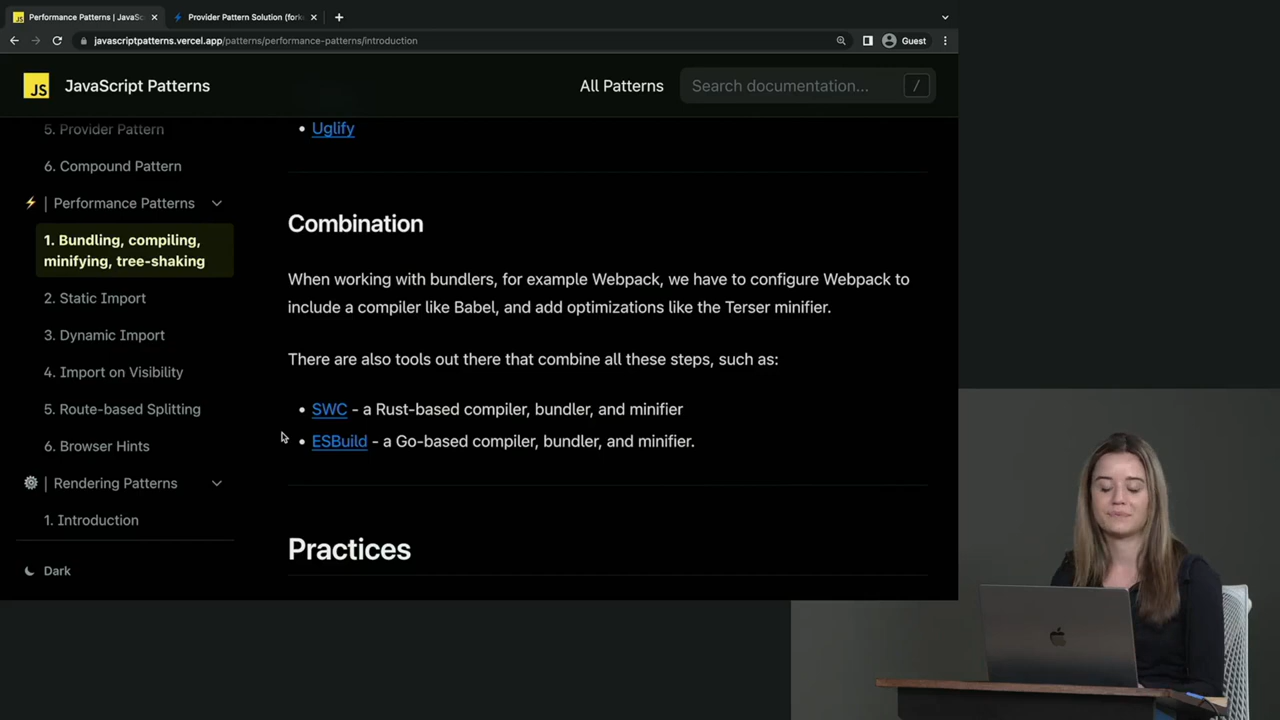 Performance Patterns | JavaSc
Provider Pattern Solution (fork
javascriptpatterns.vercel.app/patterns/performance-patterns/introduction
Guest
JS
JavaScript Patterns
All Patterns
Search documentation...
/
5. Provider Pattern
6. Compound Pattern
⚡ | Performance Patterns
1. Bundling, compiling,
minifying, tree-shaking
2. Static Import
3. Dynamic Import
4. Import on Visibility
5. Route-based Splitting
6. Browser Hints
⚙️ | Rendering Patterns
1. Introduction
Dark
• Uglify
Combination
When working with bundlers, for example Webpack, we have to configure Webpack to
include a compiler like Babel, and add optimizations like the Terser minifier.
There are also tools out there that combine all these steps, such as:
• SWC - a Rust-based compiler, bundler, and minifier
• ESBuild - a Go-based compiler, bundler, and minifier.
Practices